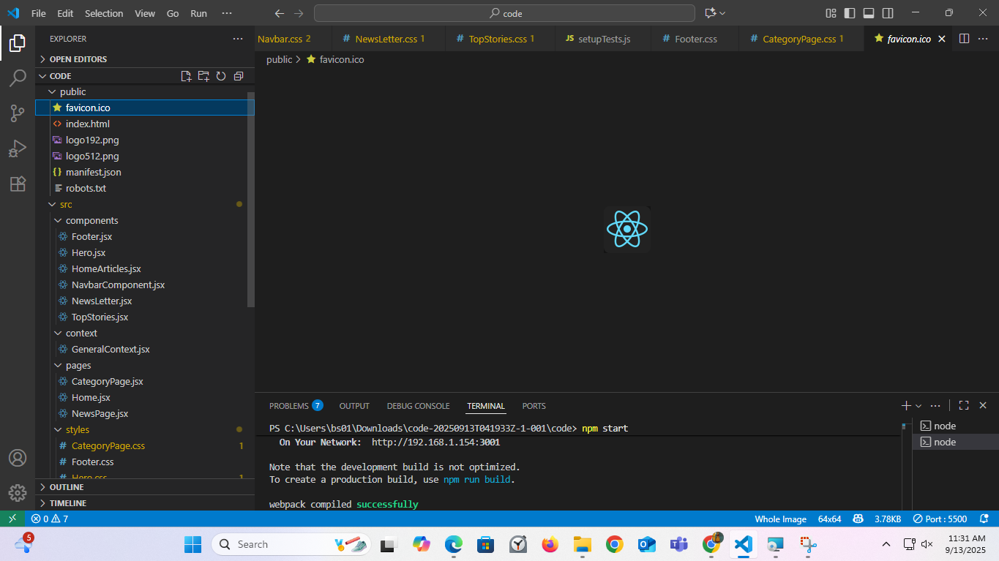 File Edit Selection View Go Run ···
code
EXPLORER ···
Navbar.css 2
# NewsLetter.css 1
# TopStories.css 1
JS setupTests.js
# Footer.css
# CategoryPage.css 1
favicon.ico
OPEN EDITORS
CODE
public > favicon.ico
public
favicon.ico
index.html
logo192.png
logo512.png
{} manifest.json
robots.txt
src
components
Footer.jsx
Hero.jsx
HomeArticles.jsx
NavbarComponent.jsx
NewsLetter.jsx
TopStories.jsx
context
GeneralContext.jsx
pages
CategoryPage.jsx
Home.jsx
NewsPage.jsx
styles
# CategoryPage.css 1
# Footer.css
# Hero.css 1
OUTLINE
TIMELINE
PROBLEMS 7 OUTPUT DEBUG CONSOLE TERMINAL PORTS
PS C:\Users\bs01\Downloads\code-20250913T041933Z-1-001\code> npm start
On Your Network: http://192.168.1.154:3001
Note that the development build is not optimized.
To create a production build, use npm run build.
webpack compiled successfully
node
node
0 7
Whole Image 64x64 3.78KB Port : 5500
5
Search
11:31 AM
9/13/2025